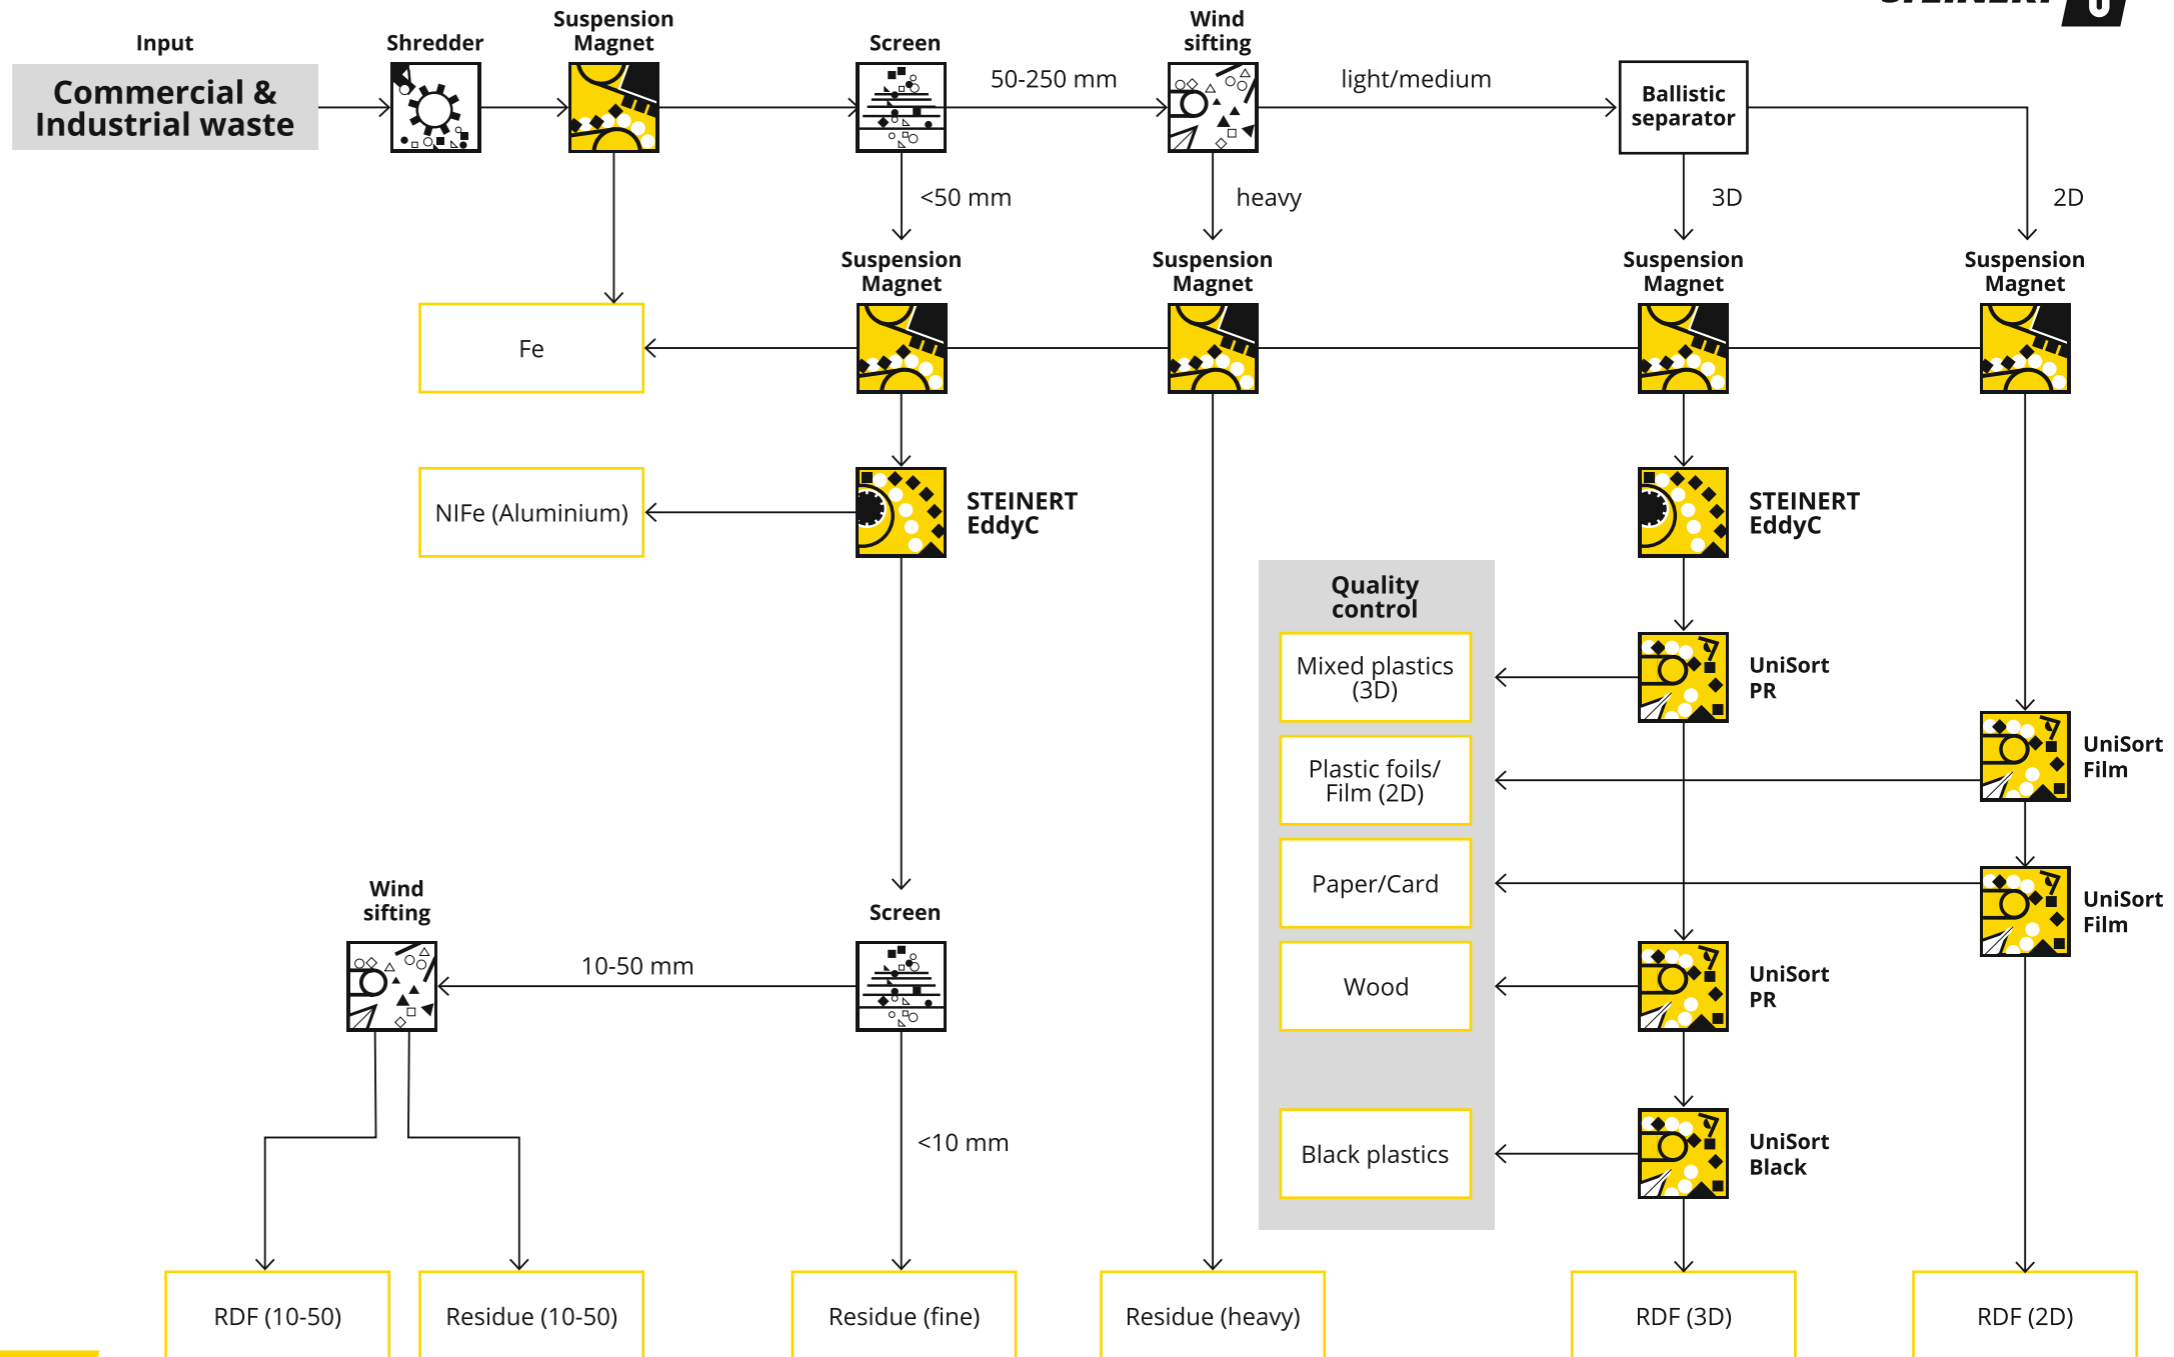 STEINERT
Input
Shredder
Suspension
Magnet
Screen
Wind
sifting
Commercial &
Industrial waste
50-250 mm
light/medium
Ballistic
separator
<50 mm
heavy
3D
2D
Suspension
Magnet
Suspension
Magnet
Suspension
Magnet
Suspension
Magnet
Fe
NIFe (Aluminium)
STEINERT
EddyC
STEINERT
EddyC
Quality
control
Mixed plastics
(3D)
UniSort
PR
Plastic foils/
Film (2D)
UniSort
Film
Paper/Card
UniSort
Film
Wind
sifting
Screen
10-50 mm
Wood
UniSort
PR
<10 mm
Black plastics
UniSort
Black
RDF (10-50)
Residue (10-50)
Residue (fine)
Residue (heavy)
RDF (3D)
RDF (2D)